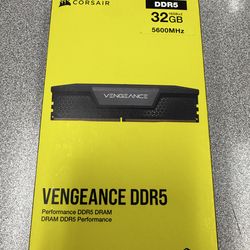 CORSAIR
DDR5
32GB
5600MHz
VENGEANCE
VENGEANCE DDR5
Performance DDR5 DRAM
DRAM DDR5 Performance